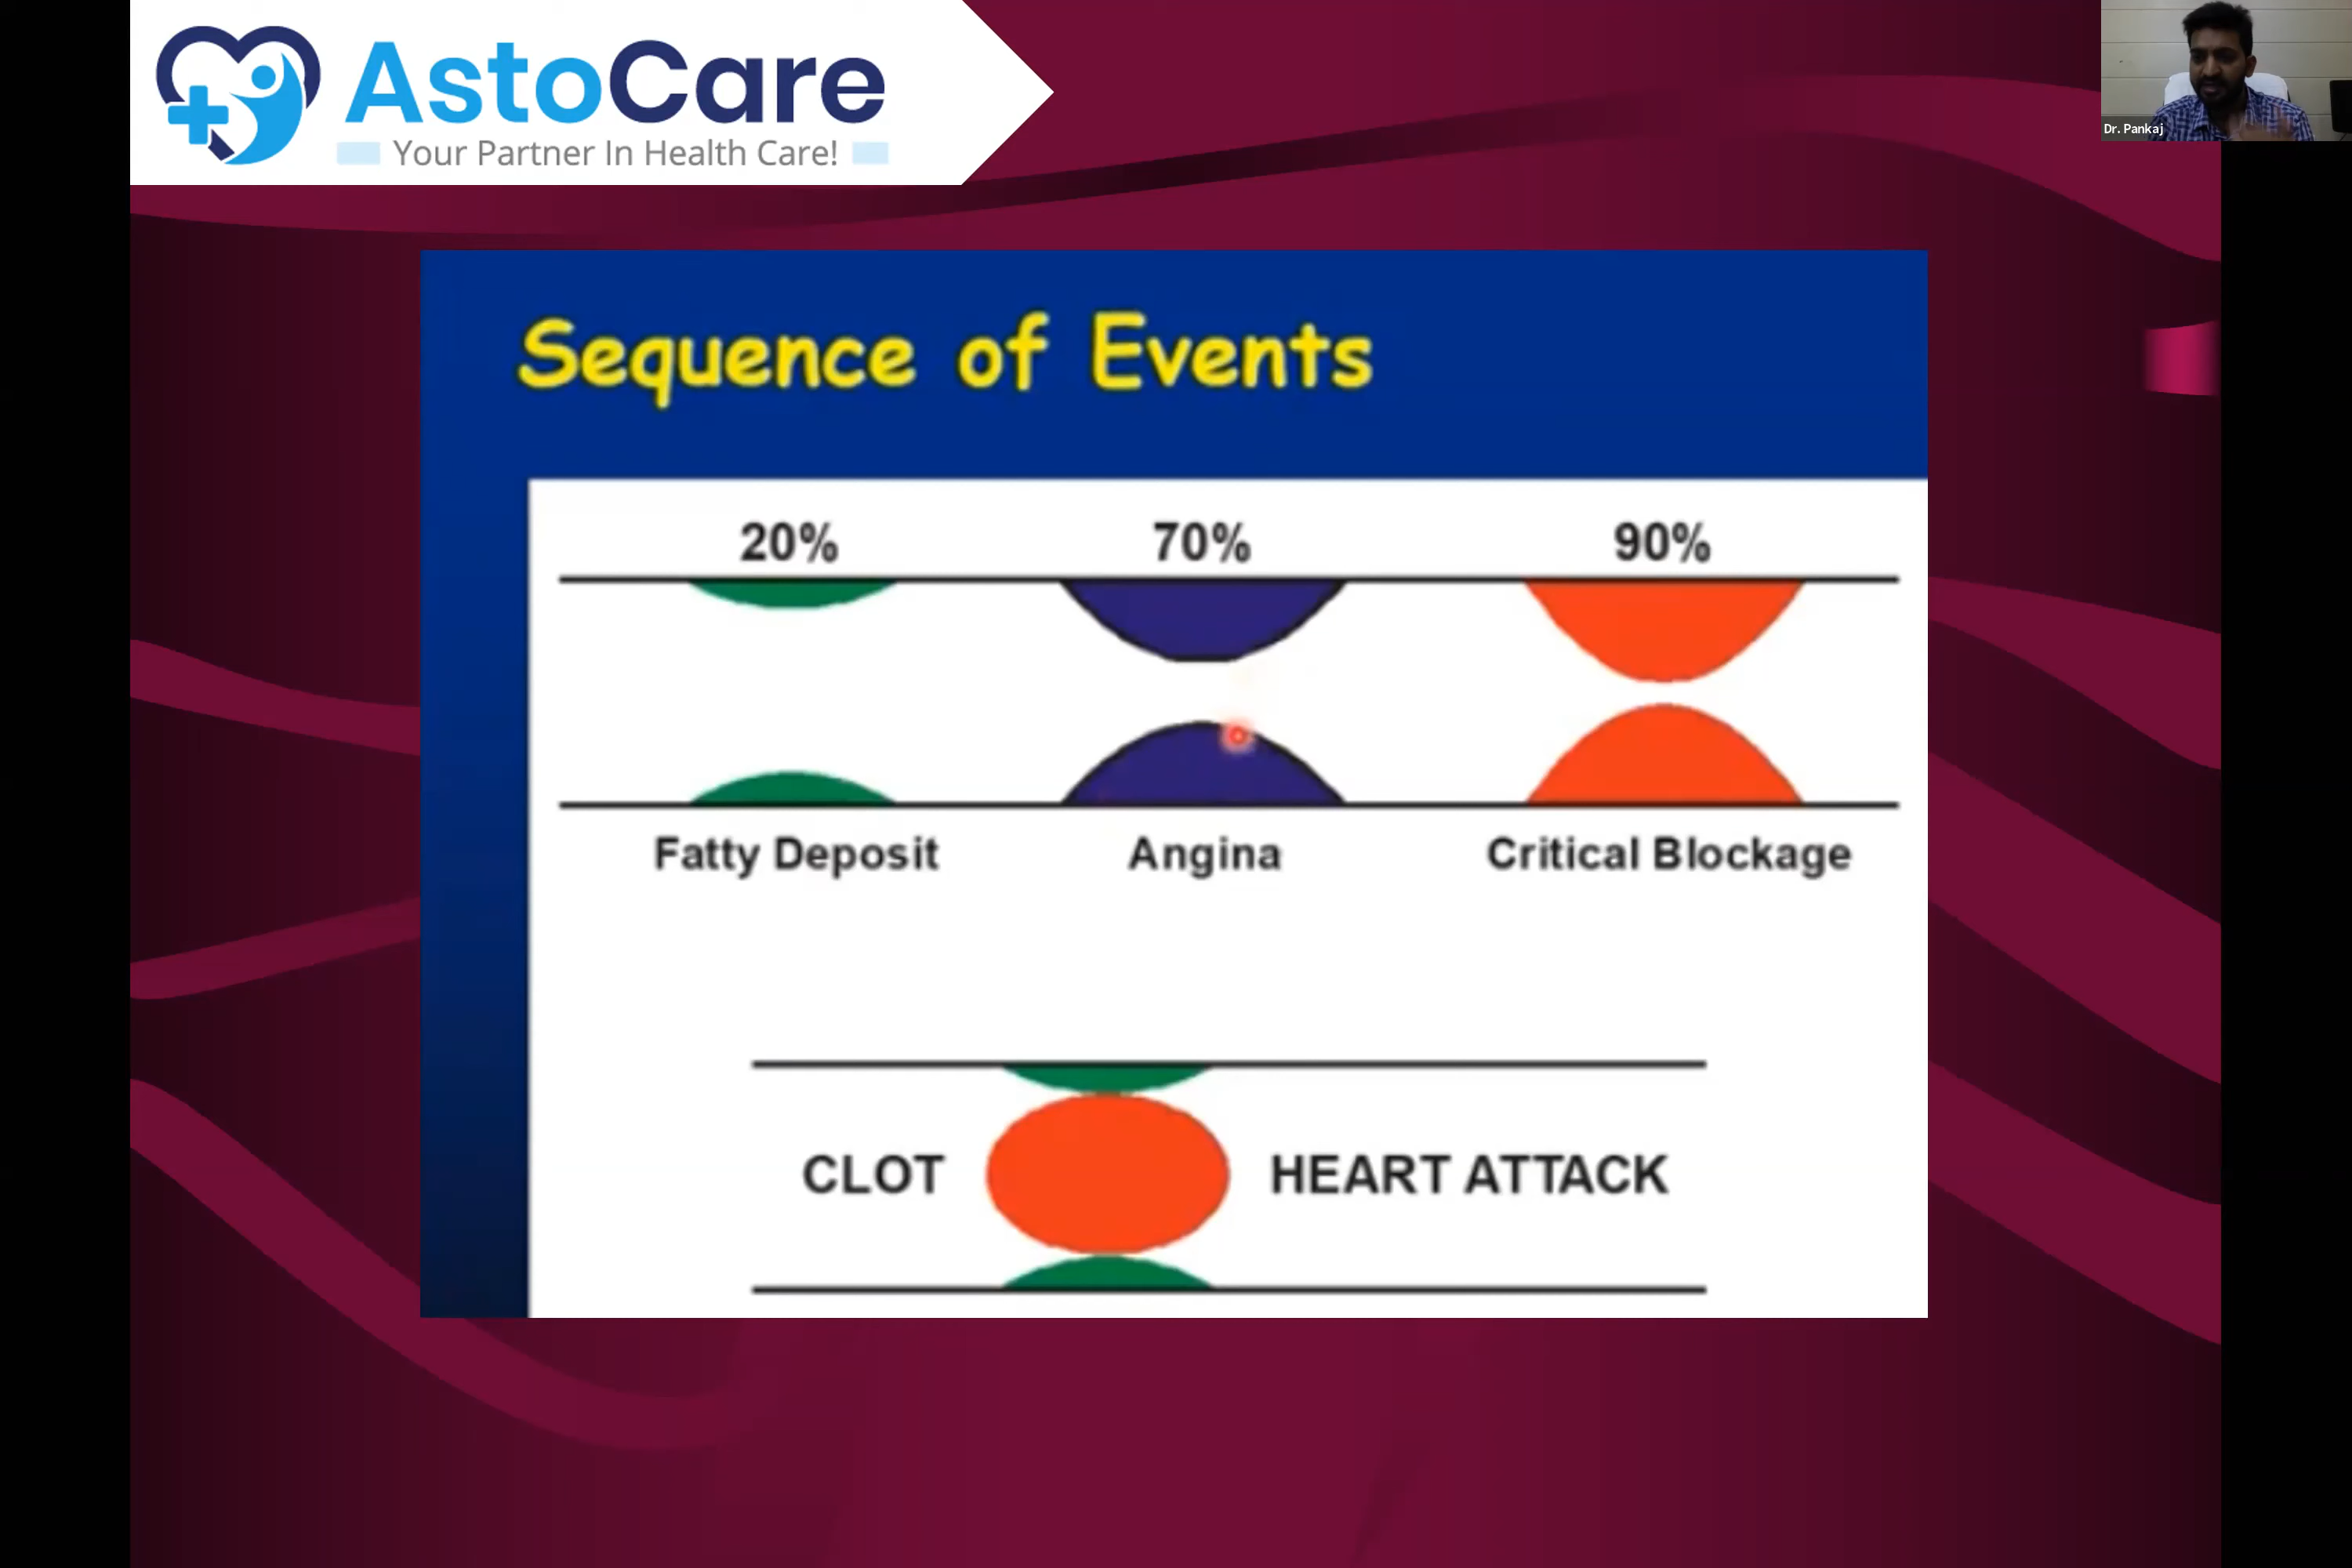 AstoCare
Your Partner In Health Care!
Dr. Pankaj
Sequence of Events
20% 70% 90%
Fatty Deposit Angina Critical Blockage
CLOT HEART ATTACK